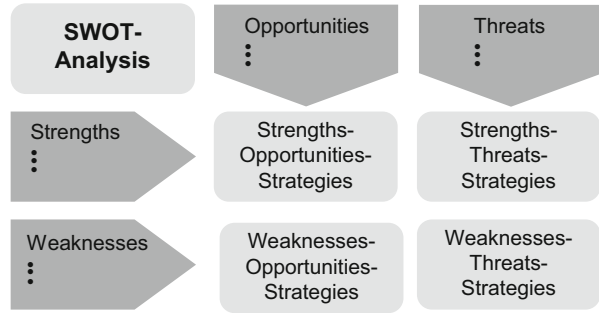 SWOT-
Analysis
Opportunities
Threats
Strengths
Strengths-
Opportunities-
Strategies
Strengths-
Threats-
Strategies
Weaknesses
Weaknesses-
Opportunities-
Strategies
Weaknesses-
Threats-
Strategies